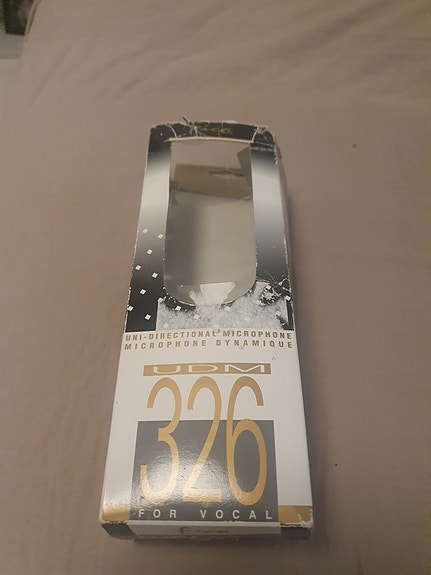 UNI-DIRECTIONAL MICROPHONE
MICROPHONE DYNAMIQUE
UDM
326
FOR VOCAL